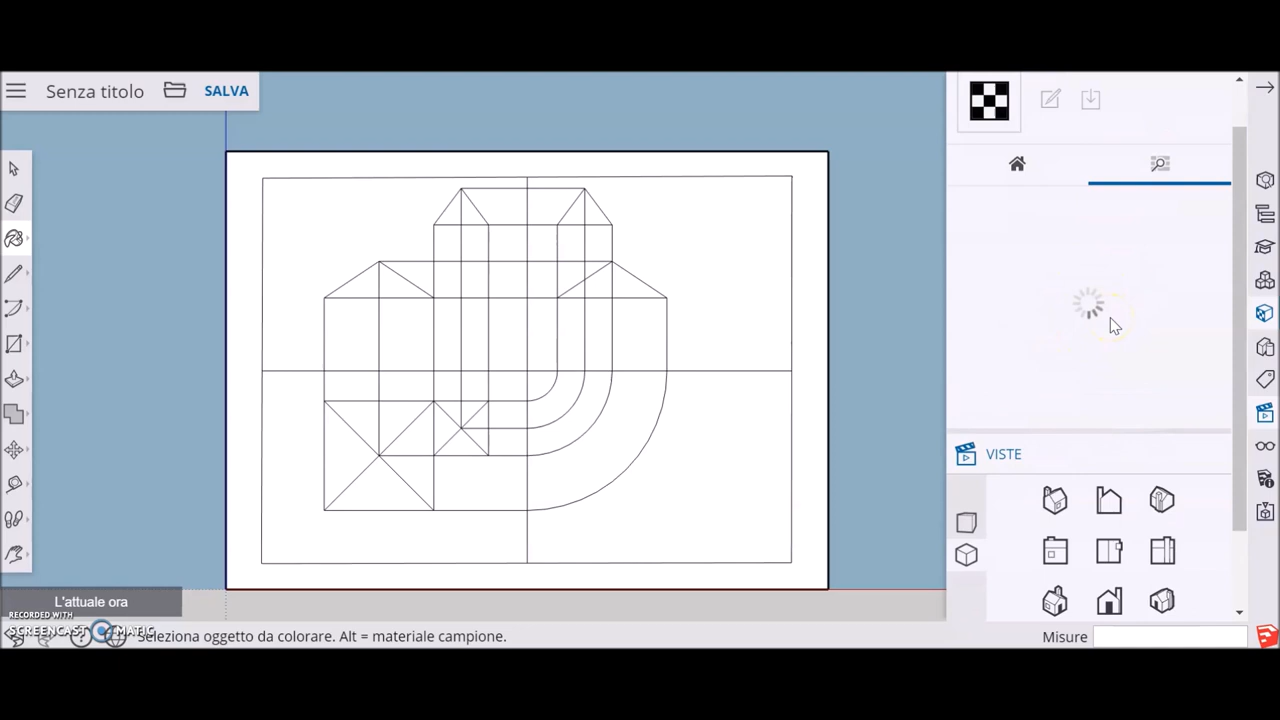 Senza titolo
SALVA
VISTE
L'attuale ora
RECORDED WITH
SCREENCAST MATIC
Seleziona oggetto da colorare. Alt = materiale campione.
Misure